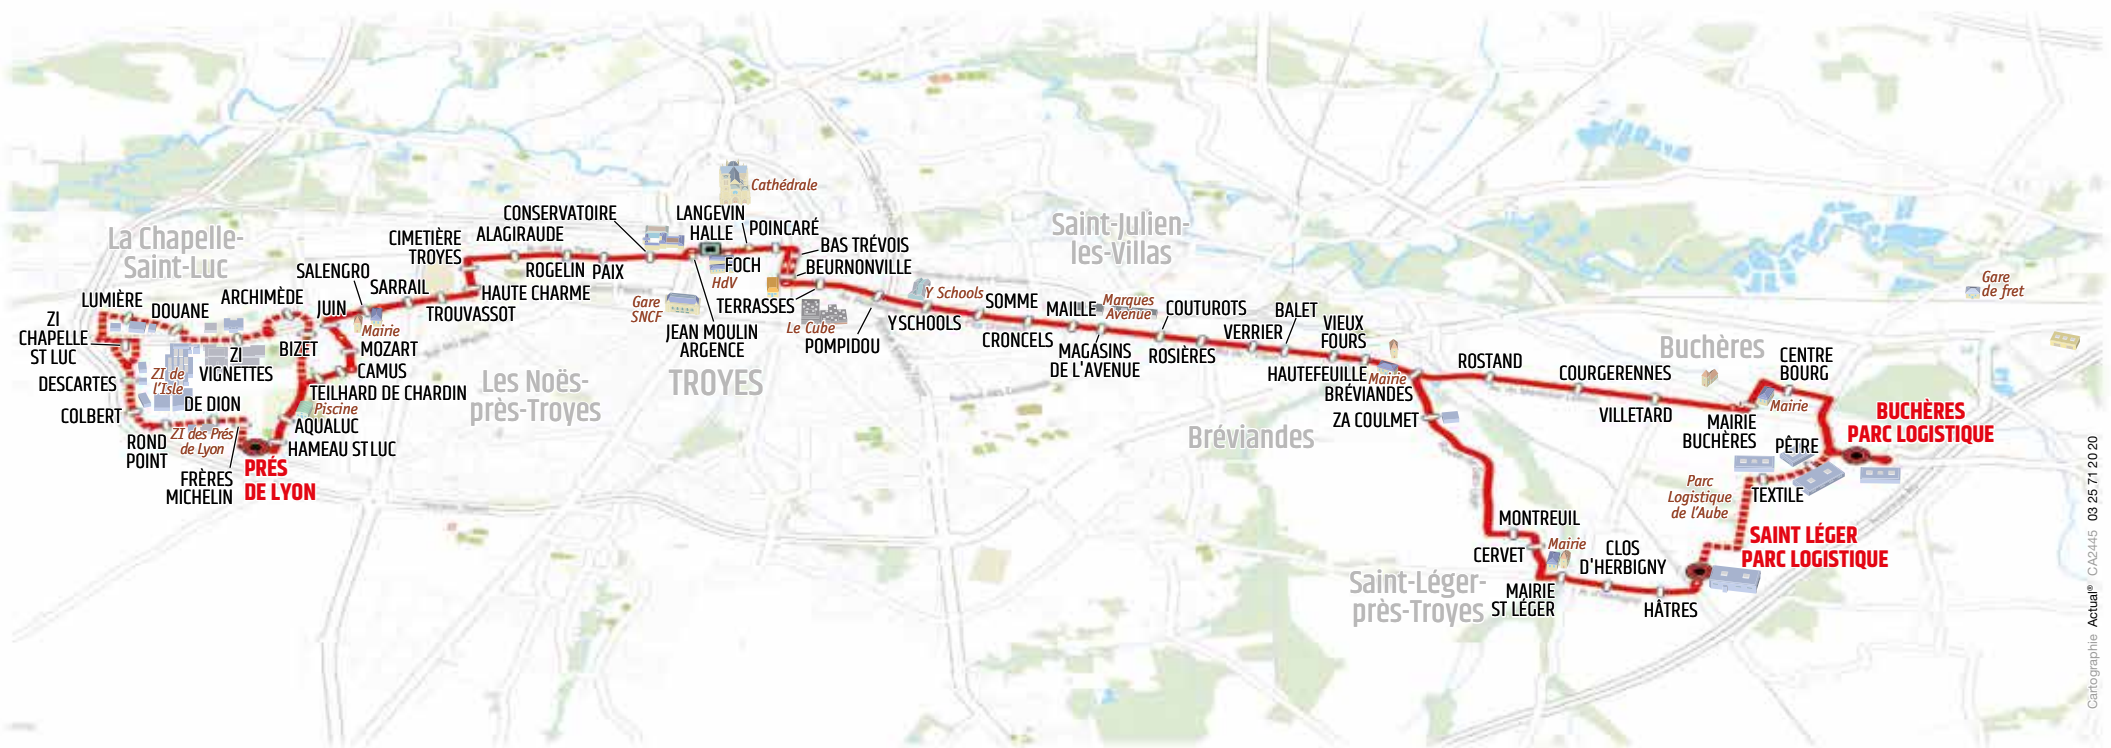 La Chapelle-
Saint-Luc
LUMIÈRE
DOUANE
ARCHIMÈDE
ZI
CHAPELLE
ST LUC
DESCARTES
COLBERT
ROND
POINT
ZI de
l'Isle
ZI
VIGNETTES
BIZET
DE DION
ZI des Prés
de Lyon
FRÈRES
MICHELIN
PRÉS
DE LYON
HAMEAU ST LUC
AQUALUC
Piscine
TEILHARD DE CHARDIN
CAMUS
MOZART
JUIN
Mairie
SALENGRO
SARRAIL
TROUVASSOT
HAUTE CHARME
CIMETIÈRE
TROYES
ALAGIRAUDE
ROGELIN
PAIX
CONSERVATOIRE
Les Noës-
près-Troyes
Gare
SNCF
JEAN MOULIN
ARGENCE
LANGEVIN
HALLE
FOCH
HdV
Cathédrale
POINCARÉ
BAS TRÉVOIS
BEURNONVILLE
TERRASSES
TROYES
Le Cube
POMPIDOU
Y Schools
YSCHOOLS
SOMME
CRONCELS
MAILLE
Marques
Avenue
MAGASINS
DE L'AVENUE
Saint-Julien-
les-Villas
COUTUROTS
ROSIÈRES
VERRIER
BALET
VIEUX
FOURS
HAUTEFEUILLE
Mairie
BRÉVIANDES
Bréviandes
ZA COULMET
ROSTAND
COURGERENNES
VILLETARD
Buchères
MAIRIE
BUCHÈRES
Mairie
CENTRE
BOURG
BUCHÈRES
PARC LOGISTIQUE
PÊTRE
TEXTILE
Parc
Logistique
de l'Aube
SAINT LÉGER
PARC LOGISTIQUE
MONTREUIL
CERVET
Mairie
MAIRIE
ST LÉGER
CLOS
D'HERBIGNY
HÂTRES
Saint-Léger-
près-Troyes
Gare
de fret
Cartographie Actual® CA2445 03 25 71 20 20